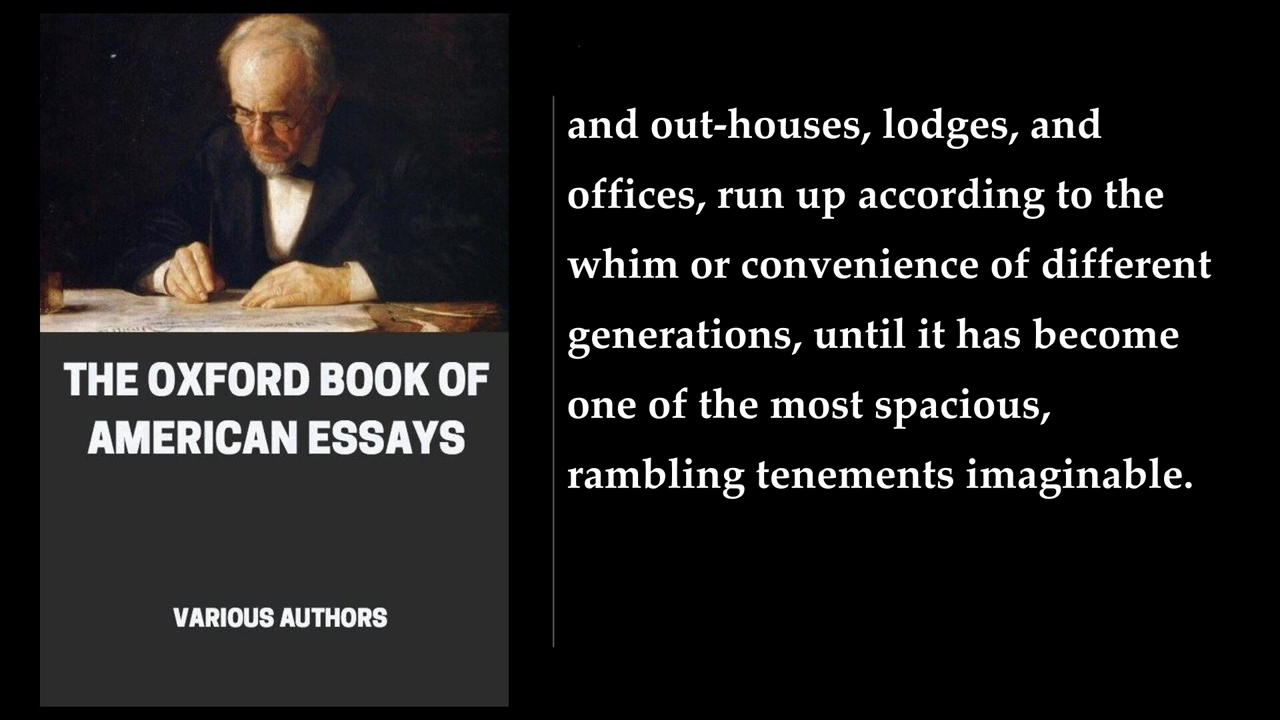 THE OXFORD BOOK OF
AMERICAN ESSAYS
VARIOUS AUTHORS
and out-houses, lodges, and
offices, run up according to the
whim or convenience of different
generations, until it has become
one of the most spacious,
rambling tenements imaginable.